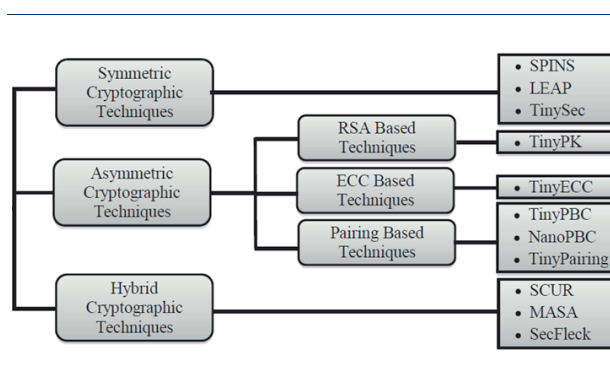 Symmetric
Cryptographic
Techniques
• SPINS
• LEAP
• TinySec
Asymmetric
Cryptographic
Techniques
RSA Based
Techniques
• TinyPK
ECC Based
Techniques
• TinyECC
Pairing Based
Techniques
• TinyPBC
• NanoPBC
• TinyPairing
Hybrid
Cryptographic
Techniques
• SCUR
• MASA
• SecFleck